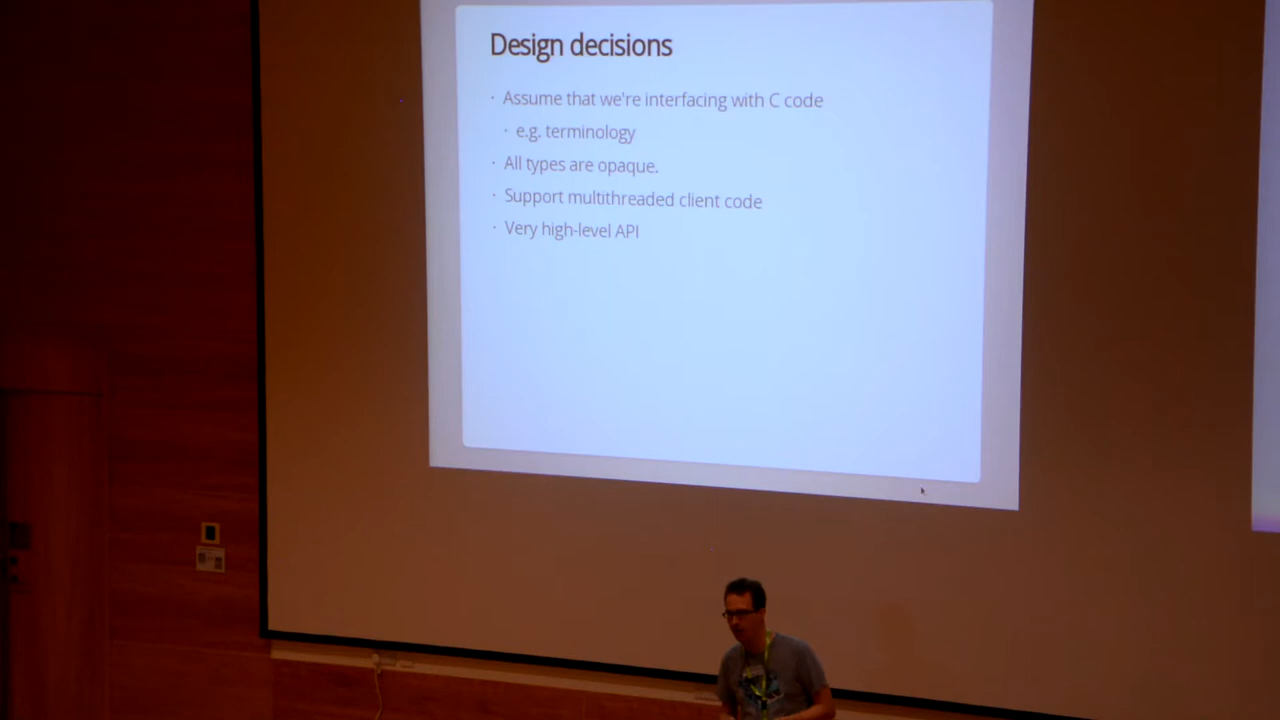 Design decisions
· Assume that we're interfacing with C code
· e.g. terminology
· All types are opaque.
· Support multithreaded client code
· Very high-level API